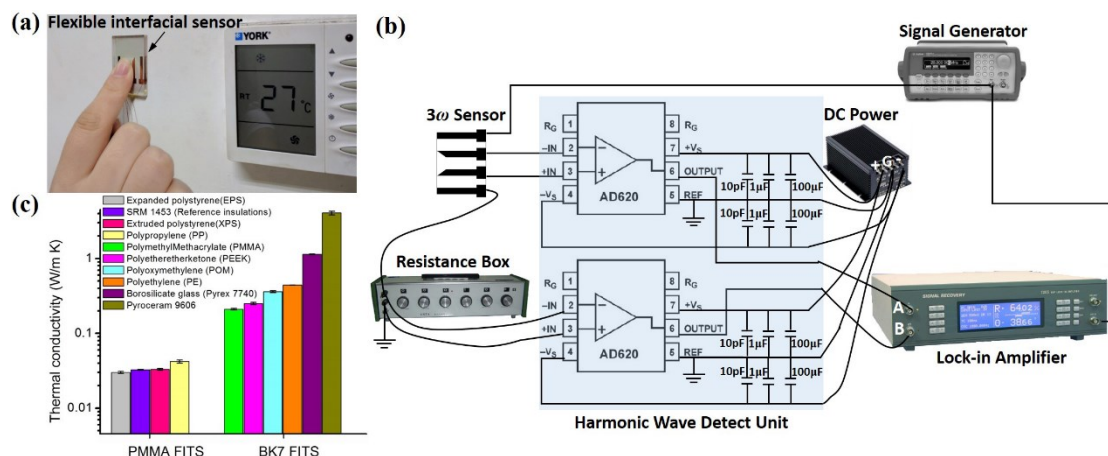 (a)
Flexible interfacial sensor
YORK
RT
27
°C
(b)
Signal Generator
3ω Sensor
DC Power
+ G -
R_G 1
–IN 2
+IN 3
–V_S 4
8 R_G
7 +V_S
6 OUTPUT
5 REF
AD620
10pF 1μF 100μF
10pF 1μF 100μF
Resistance Box
R_G 1
–IN 2
+IN 3
–V_S 4
8 R_G
7 +V_S
6 OUTPUT
5 REF
AD620
10pF 1μF 100μF
10pF 1μF 100μF
Harmonic Wave Detect Unit
SIGNAL RECOVERY
A
B
Lock-in Amplifier
(c)
Thermal conductivity (W/m K)
1
0.1
0.01
Expanded polystyrene(EPS)
SRM 1453 (Reference insulations)
Extruded polystyrene(XPS)
Polypropylene (PP)
PolymethylMethacrylate (PMMA)
Polyetheretherketone (PEEK)
Polyoxymethylene (POM)
Polyethylene (PE)
Borosilicate glass (Pyrex 7740)
Pyroceram 9606
PMMA FITS
BK7 FITS